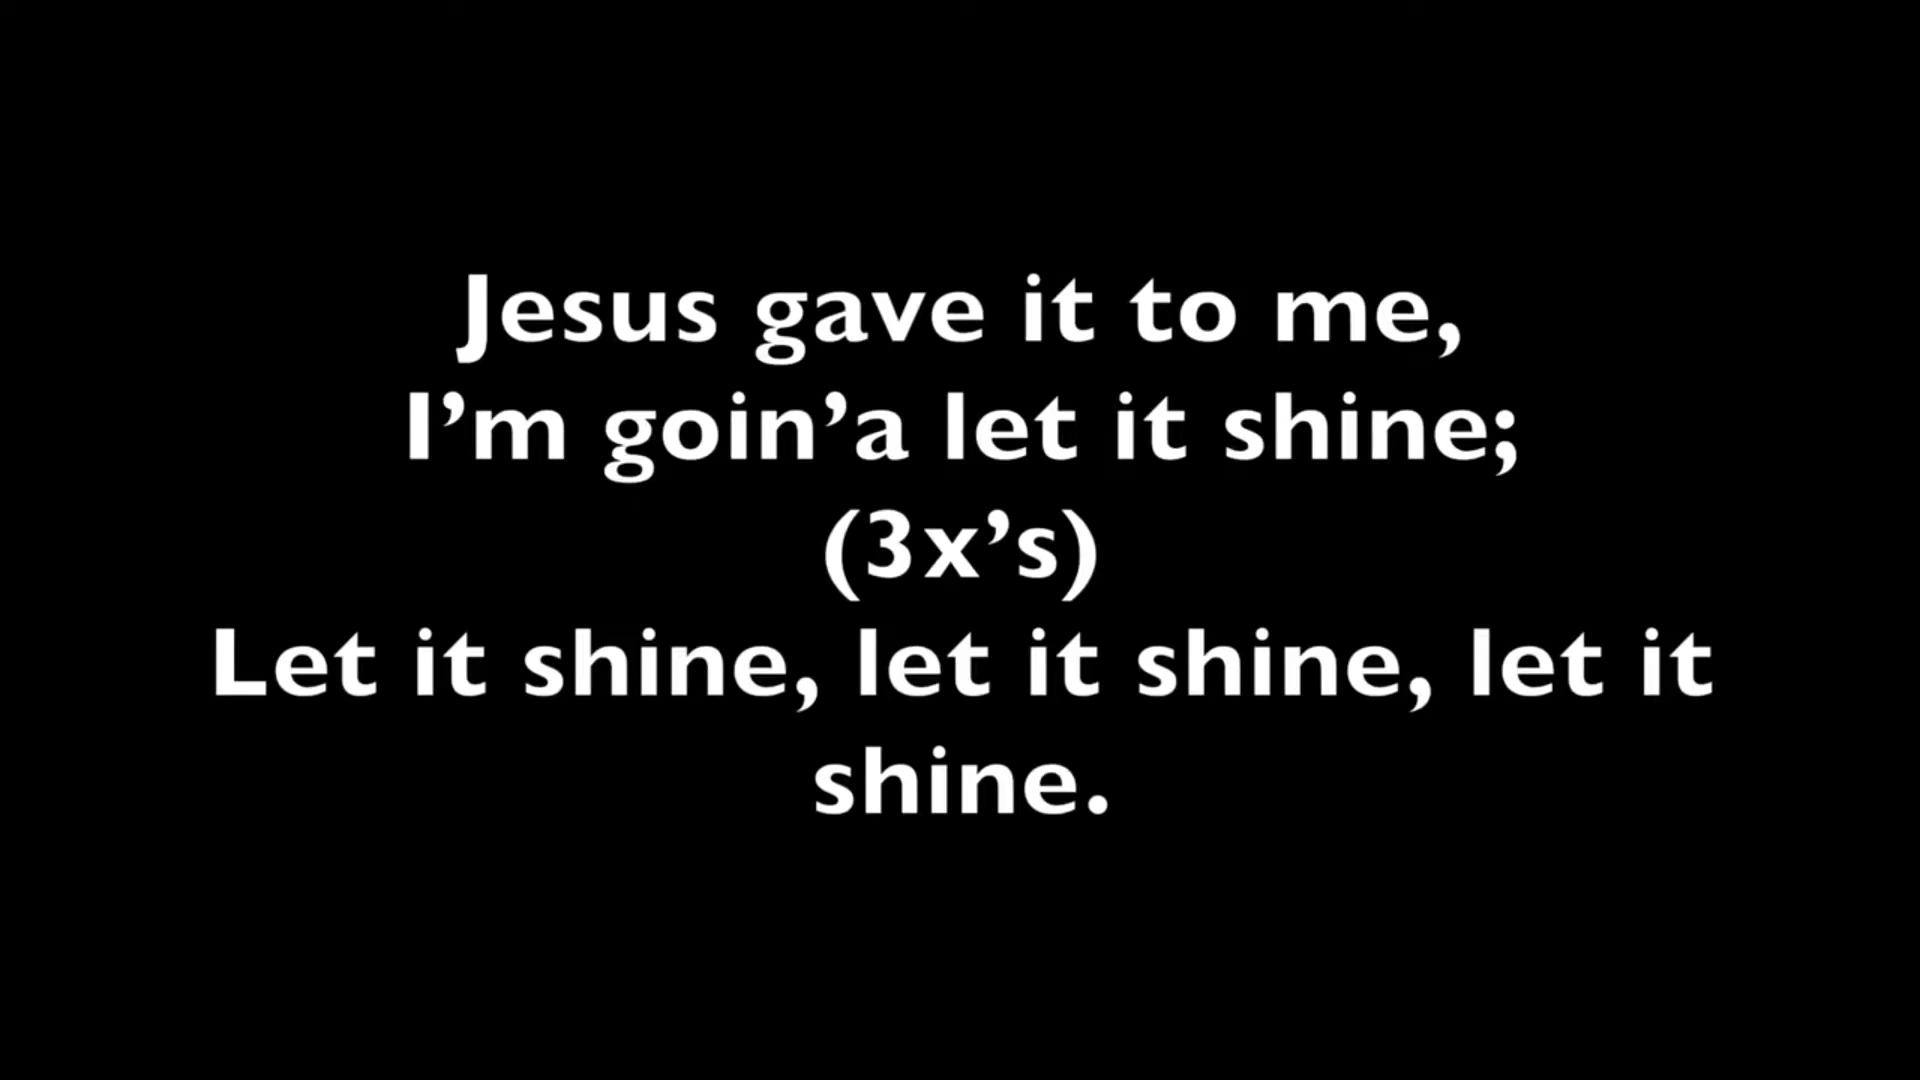 Jesus gave it to me,
I’m goin’a let it shine;
(3x’s)
Let it shine, let it shine, let it
shine.